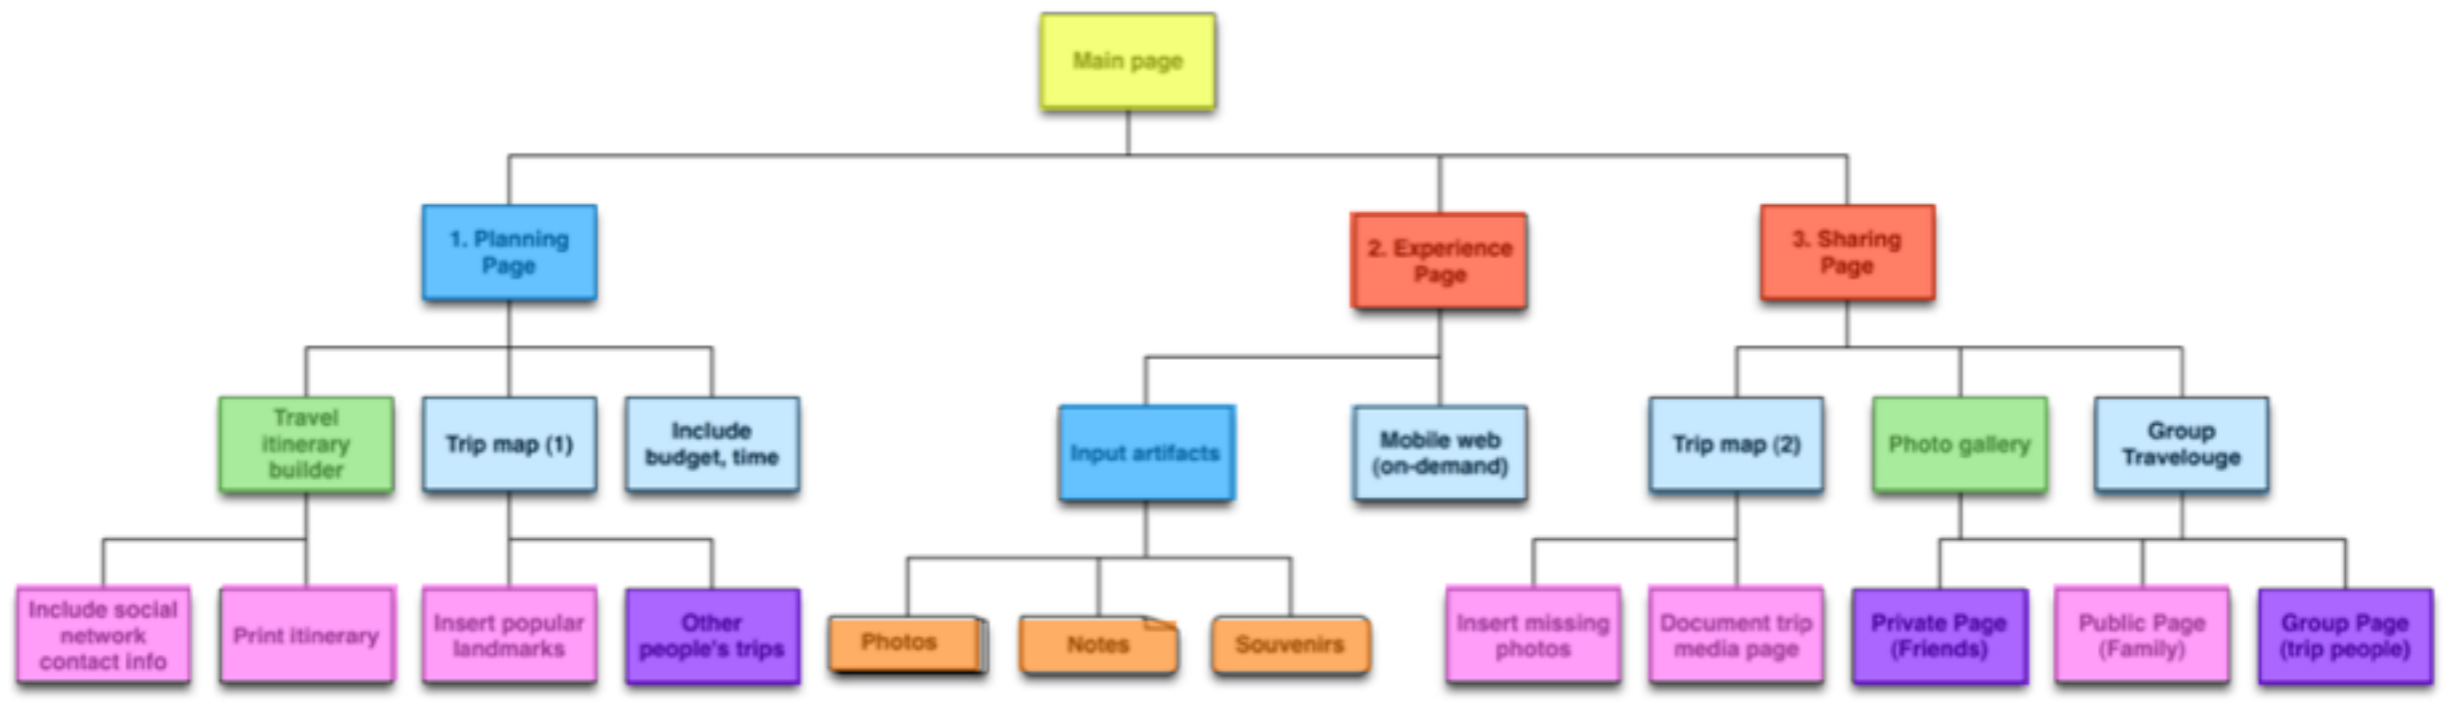 Main page
1. Planning
Page
2. Experience
Page
3. Sharing
Page
Travel
itinerary
builder
Trip map (1)
Include
budget, time
Input artifacts
Mobile web
(on-demand)
Trip map (2)
Photo gallery
Group
Travelouge
Include social
network
contact info
Print itinerary
Insert popular
landmarks
Other
people's trips
Photos
Notes
Souvenirs
Insert missing
photos
Document trip
media page
Private Page
(Friends)
Public Page
(Family)
Group Page
(trip people)